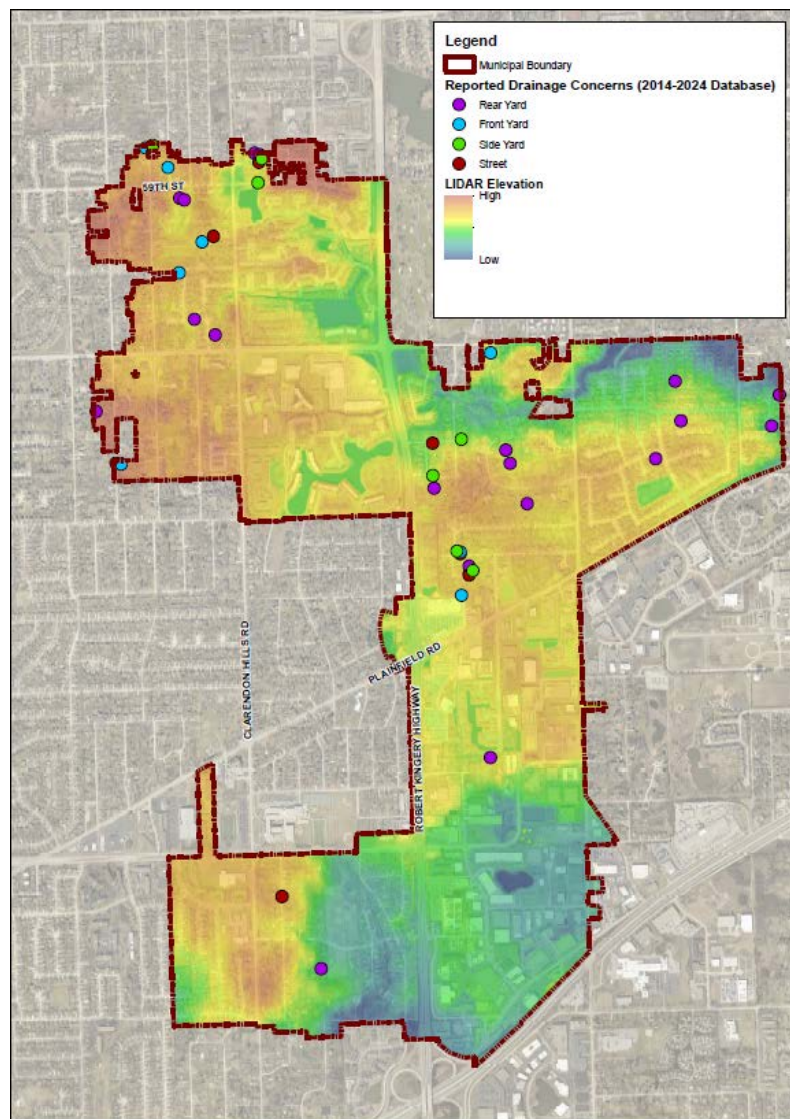 Legend
Municipal Boundary
Reported Drainage Concerns (2014-2024 Database)
Rear Yard
Front Yard
Side Yard
Street
LIDAR Elevation
High
Low
59TH ST
CLARENDON HILLS RD
PLAINFIELD RD
ROBERT KINGERY HIGHWAY